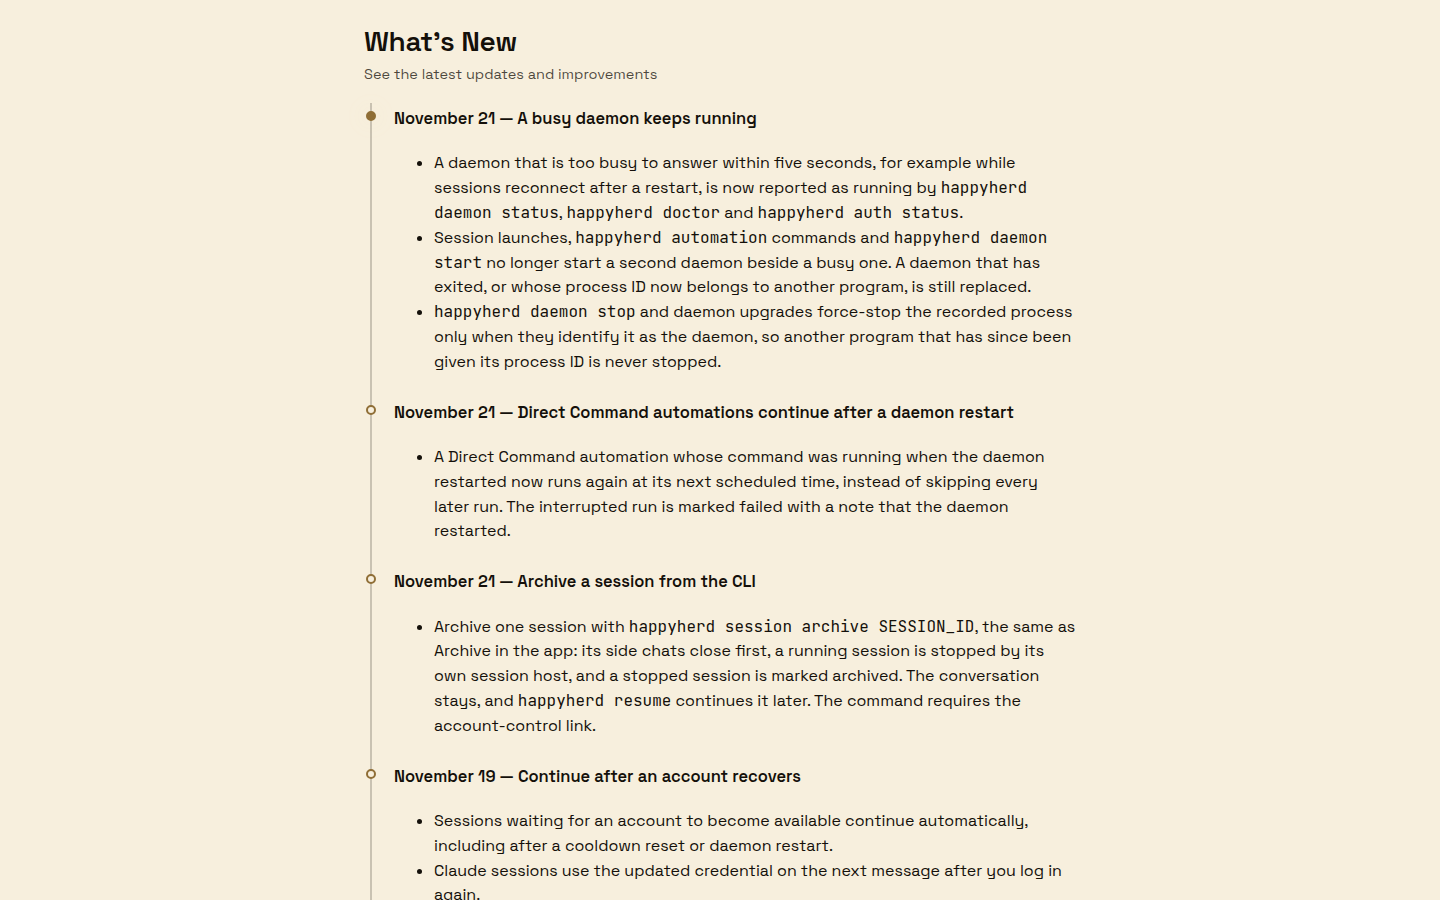 What's New
See the latest updates and improvements
November 21 — A busy daemon keeps running
A daemon that is too busy to answer within five seconds, for example while
sessions reconnect after a restart, is now reported as running by happyherd
daemon status, happyherd doctor and happyherd auth status.
Session launches, happyherd automation commands and happyherd daemon
start no longer start a second daemon beside a busy one. A daemon that has
exited, or whose process ID now belongs to another program, is still replaced.
happyherd daemon stop and daemon upgrades force-stop the recorded process
only when they identify it as the daemon, so another program that has since been
given its process ID is never stopped.
November 21 — Direct Command automations continue after a daemon restart
A Direct Command automation whose command was running when the daemon
restarted now runs again at its next scheduled time, instead of skipping every
later run. The interrupted run is marked failed with a note that the daemon
restarted.
November 21 — Archive a session from the CLI
Archive one session with happyherd session archive SESSION_ID, the same as
Archive in the app: its side chats close first, a running session is stopped by its
own session host, and a stopped session is marked archived. The conversation
stays, and happyherd resume continues it later. The command requires the
account-control link.
November 19 — Continue after an account recovers
Sessions waiting for an account to become available continue automatically,
including after a cooldown reset or daemon restart.
Claude sessions use the updated credential on the next message after you log in
again.